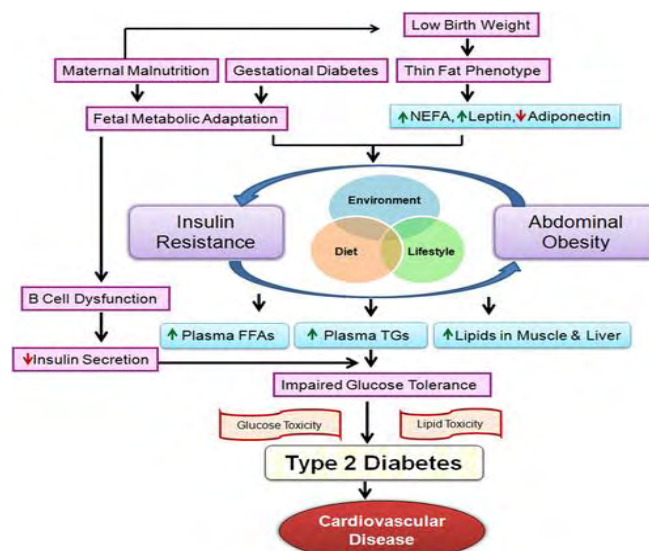 Low Birth Weight
Maternal Malnutrition
Gestational Diabetes
Thin Fat Phenotype
Fetal Metabolic Adaptation
↑NEFA, ↑Leptin, ↓Adiponectin
Environment
Insulin
Resistance
Diet
Lifestyle
Abdominal
Obesity
B Cell Dysfunction
↑ Plasma FFAs
↑ Plasma TGs
↑Lipids in Muscle & Liver
↓Insulin Secretion
Impaired Glucose Tolerance
Glucose Toxicity
Lipid Toxicity
Type 2 Diabetes
Cardiovascular
Disease